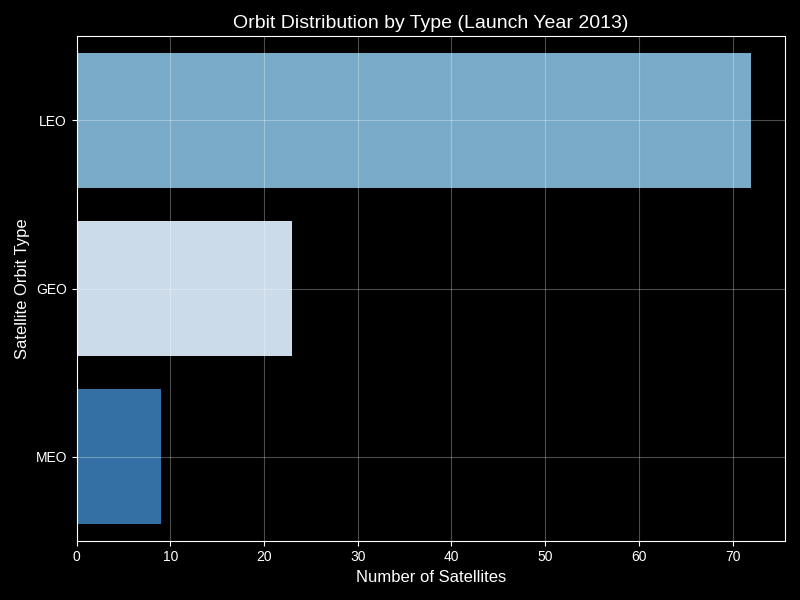 Orbit Distribution by Type (Launch Year 2013)
Satellite Orbit Type
LEO
GEO
MEO
0 10 20 30 40 50 60 70
Number of Satellites